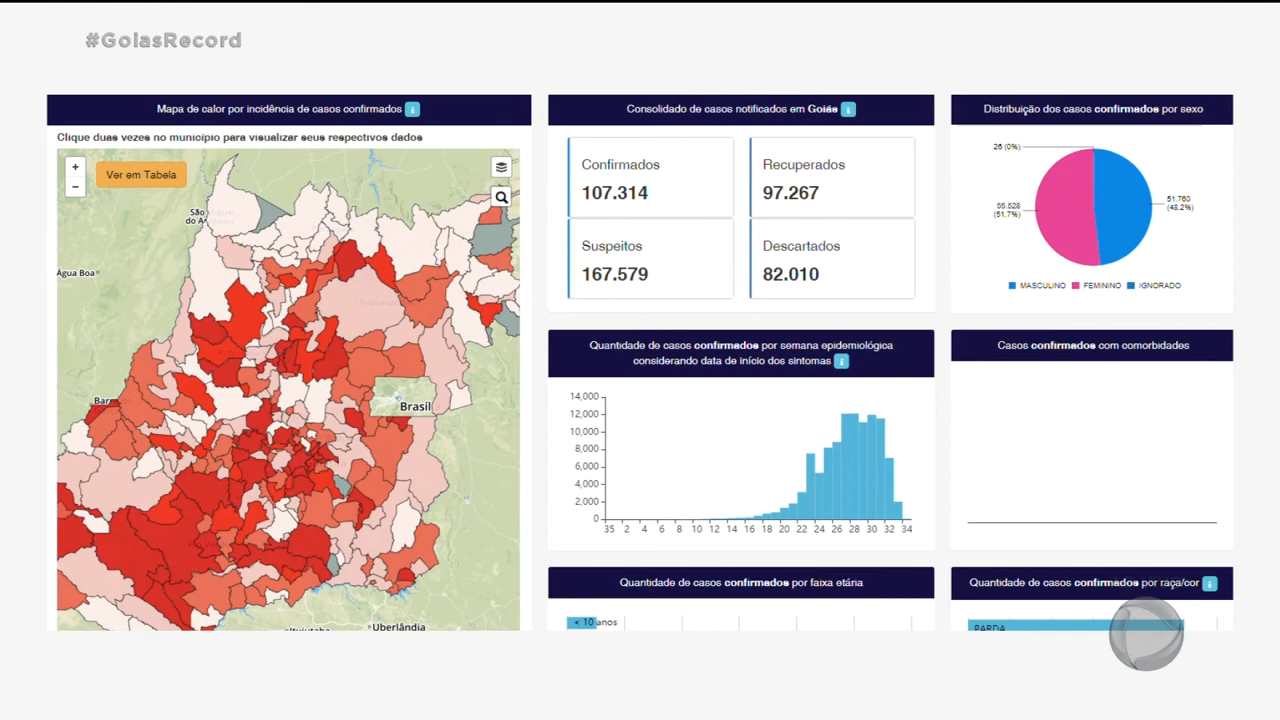 #GoIasRecord
Mapa de calor por incidência de casos confirmados i
Clique duas vezes no município para visualizar seus respectivos dados
+
−
Ver em Tabela
São
do A
Água Boa
Barr
Brasíl
Uberlândia
Consolidado de casos notificados em Goiás i
Confirmados
107.314
Recuperados
97.267
Suspeitos
167.579
Descartados
82.010
Distribuição dos casos confirmados por sexo
26 (0%)
55.528
(51,7%)
51.760
(48,2%)
MASCULINO FEMININO IGNORADO
Quantidade de casos confirmados por semana epidemiológica
considerando data de início dos sintomas i
14,000
12,000
10,000
8,000
6,000
4,000
2,000
0
35 2 4 6 8 10 12 14 16 18 20 22 24 26 28 30 32 34
Casos confirmados com comorbidades
Quantidade de casos confirmados por faixa etária
< 10 anos
Quantidade de casos confirmados por raça/cor i
PARDA